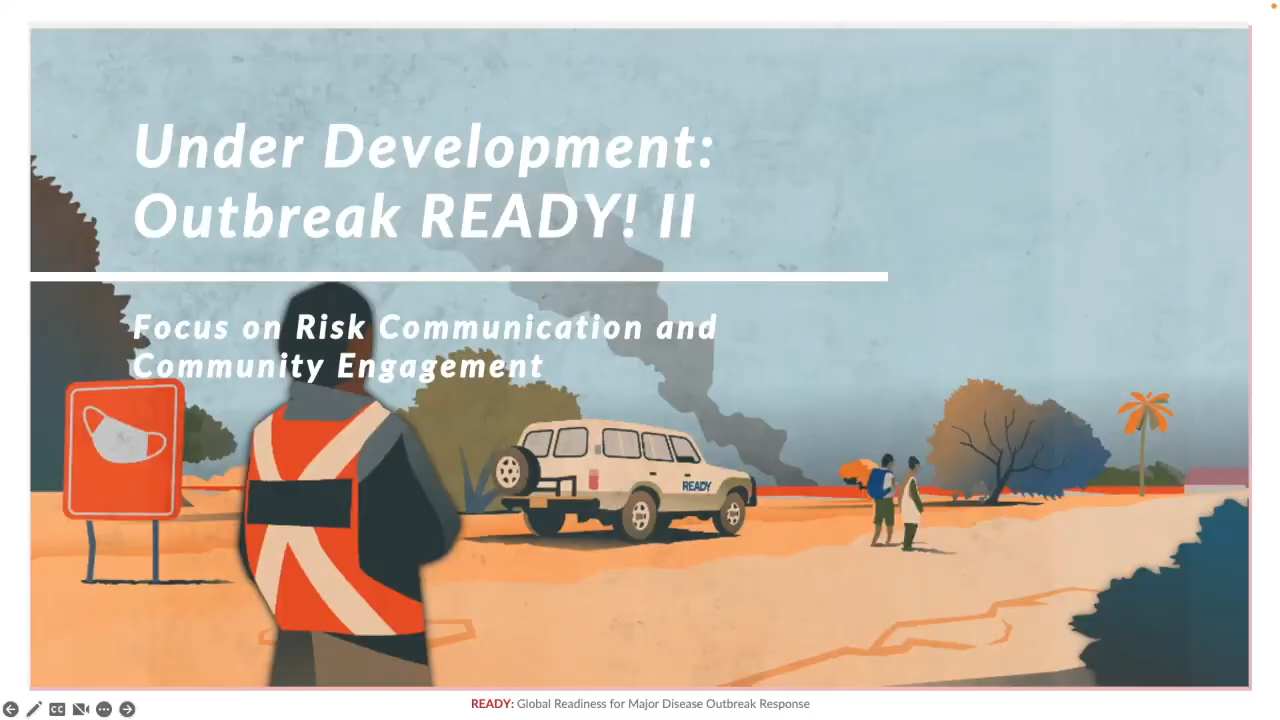 Under Development:
Outbreak READY! II
Focus on Risk Communication and
Community Engagement
READY
READY: Global Readiness for Major Disease Outbreak Response
CC